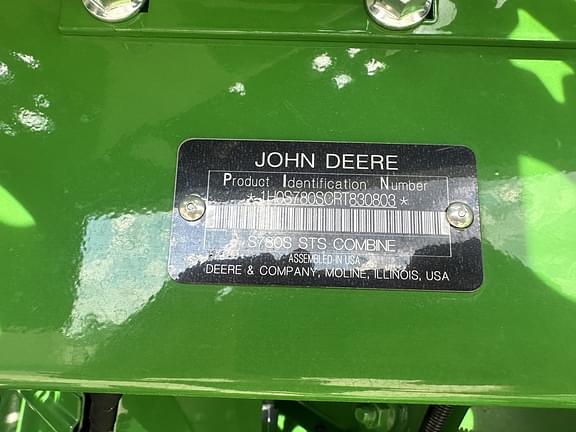 JOHN DEERE
Product Identification Number
*1H0S780SCRT830803*
S780S STS COMBINE
ASSEMBLED IN USA
DEERE & COMPANY, MOLINE, ILLINOIS, USA